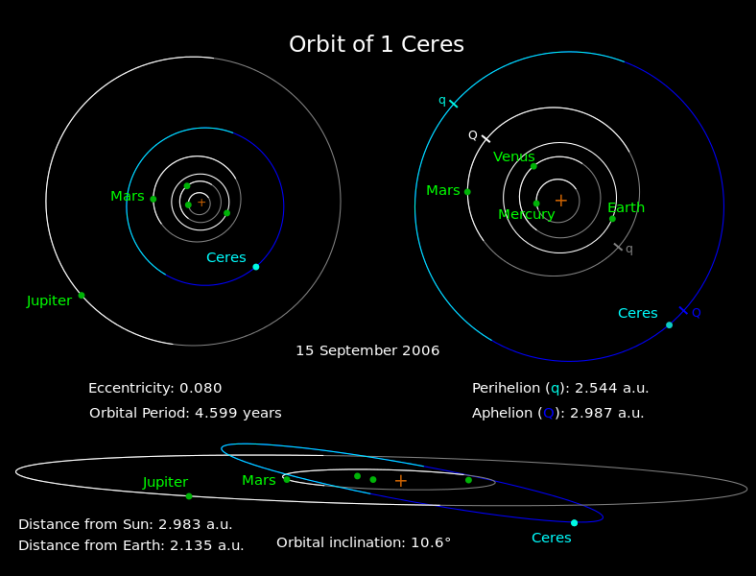 Orbit of 1 Ceres
Mars
Ceres
Jupiter
q
Q
Venus
Mars
Mercury
Earth
q
Ceres
Q
15 September 2006
Eccentricity: 0.080
Orbital Period: 4.599 years
Perihelion (q): 2.544 a.u.
Aphelion (Q): 2.987 a.u.
Jupiter
Mars
Ceres
Distance from Sun: 2.983 a.u.
Distance from Earth: 2.135 a.u.
Orbital inclination: 10.6°